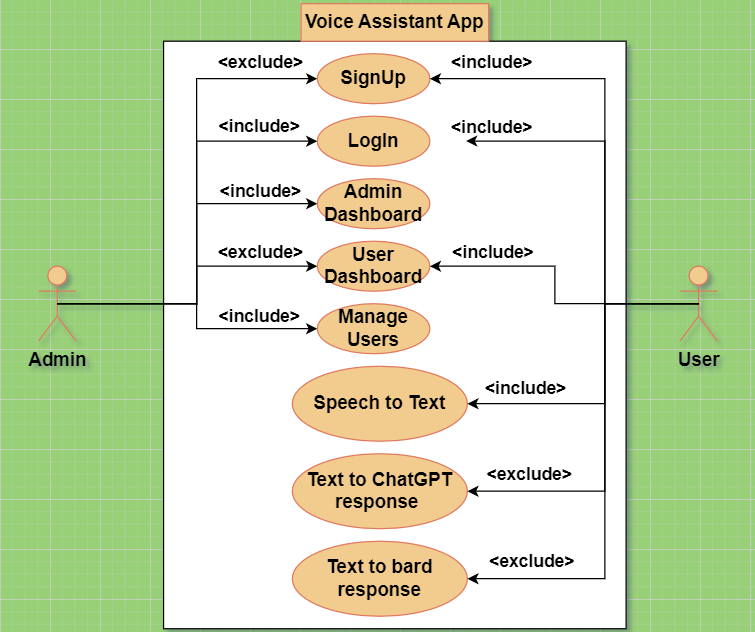 Voice Assistant App
<exclude>
<include>
SignUp
<include>
<include>
LogIn
<include>
Admin
Dashboard
<exclude>
<include>
User
Dashboard
<include>
Manage
Users
Admin
User
<include>
Speech to Text
<exclude>
Text to ChatGPT
response
<exclude>
Text to bard
response